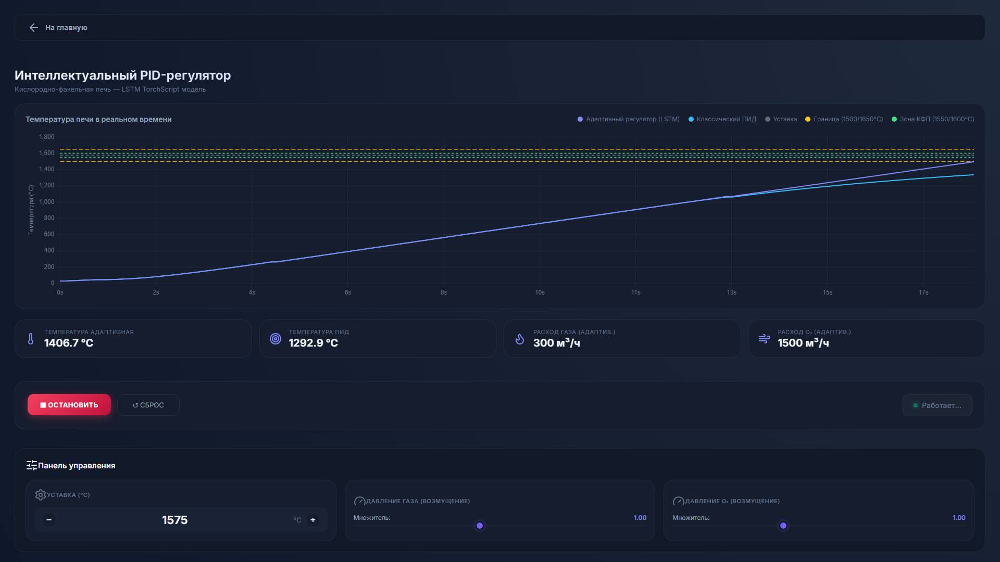 На главную
Интеллектуальный PID-регулятор
Кислородно-факельная печь — LSTM TorchScript модель
Температура печи в реальном времени
Адаптивный регулятор (LSTM) Классический ПИД Уставка Граница (1500/1650°C) Зона КФП (1550/1600°C)
Температура (°C)
1,800
1,600
1,400
1,200
1,000
800
600
400
200
0
0s 2s 4s 6s 8s 10s 11s 13s 15s 17s
ТЕМПЕРАТУРА АДАПТИВНАЯ
1406.7 °C
ТЕМПЕРАТУРА ПИД
1292.9 °C
РАСХОД ГАЗА (АДАПТИВ.)
300 м³/ч
РАСХОД O₂ (АДАПТИВ.)
1500 м³/ч
■ ОСТАНОВИТЬ
↺ СБРОС
Работает...
Панель управления
УСТАВКА (°C)
− 1575 °C +
ДАВЛЕНИЕ ГАЗА (ВОЗМУЩЕНИЕ)
Множитель: 1.00
ДАВЛЕНИЕ O₂ (ВОЗМУЩЕНИЕ)
Множитель: 1.00